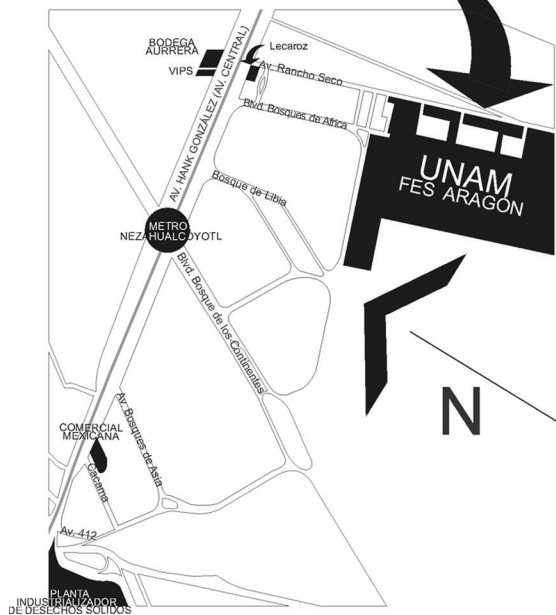 BODEGA
AURRERA
VIPS
Lecaroz
Av. Rancho Seco
AV. HANK GONZÁLEZ (AV. CENTRAL)
Blvd. Bosques de Africa
UNAM
FES ARAGÓN
Bosque de Libia
METRO
NEZAHUALCOYOTL
Blvd. Bosque de los Continentes
N
COMERCIAL
MEXICANA
Av. Bosques de Asia
Cacama
Av. 412
PLANTA
INDUSTRIALIZADOR
DE DESECHOS SOLIDOS